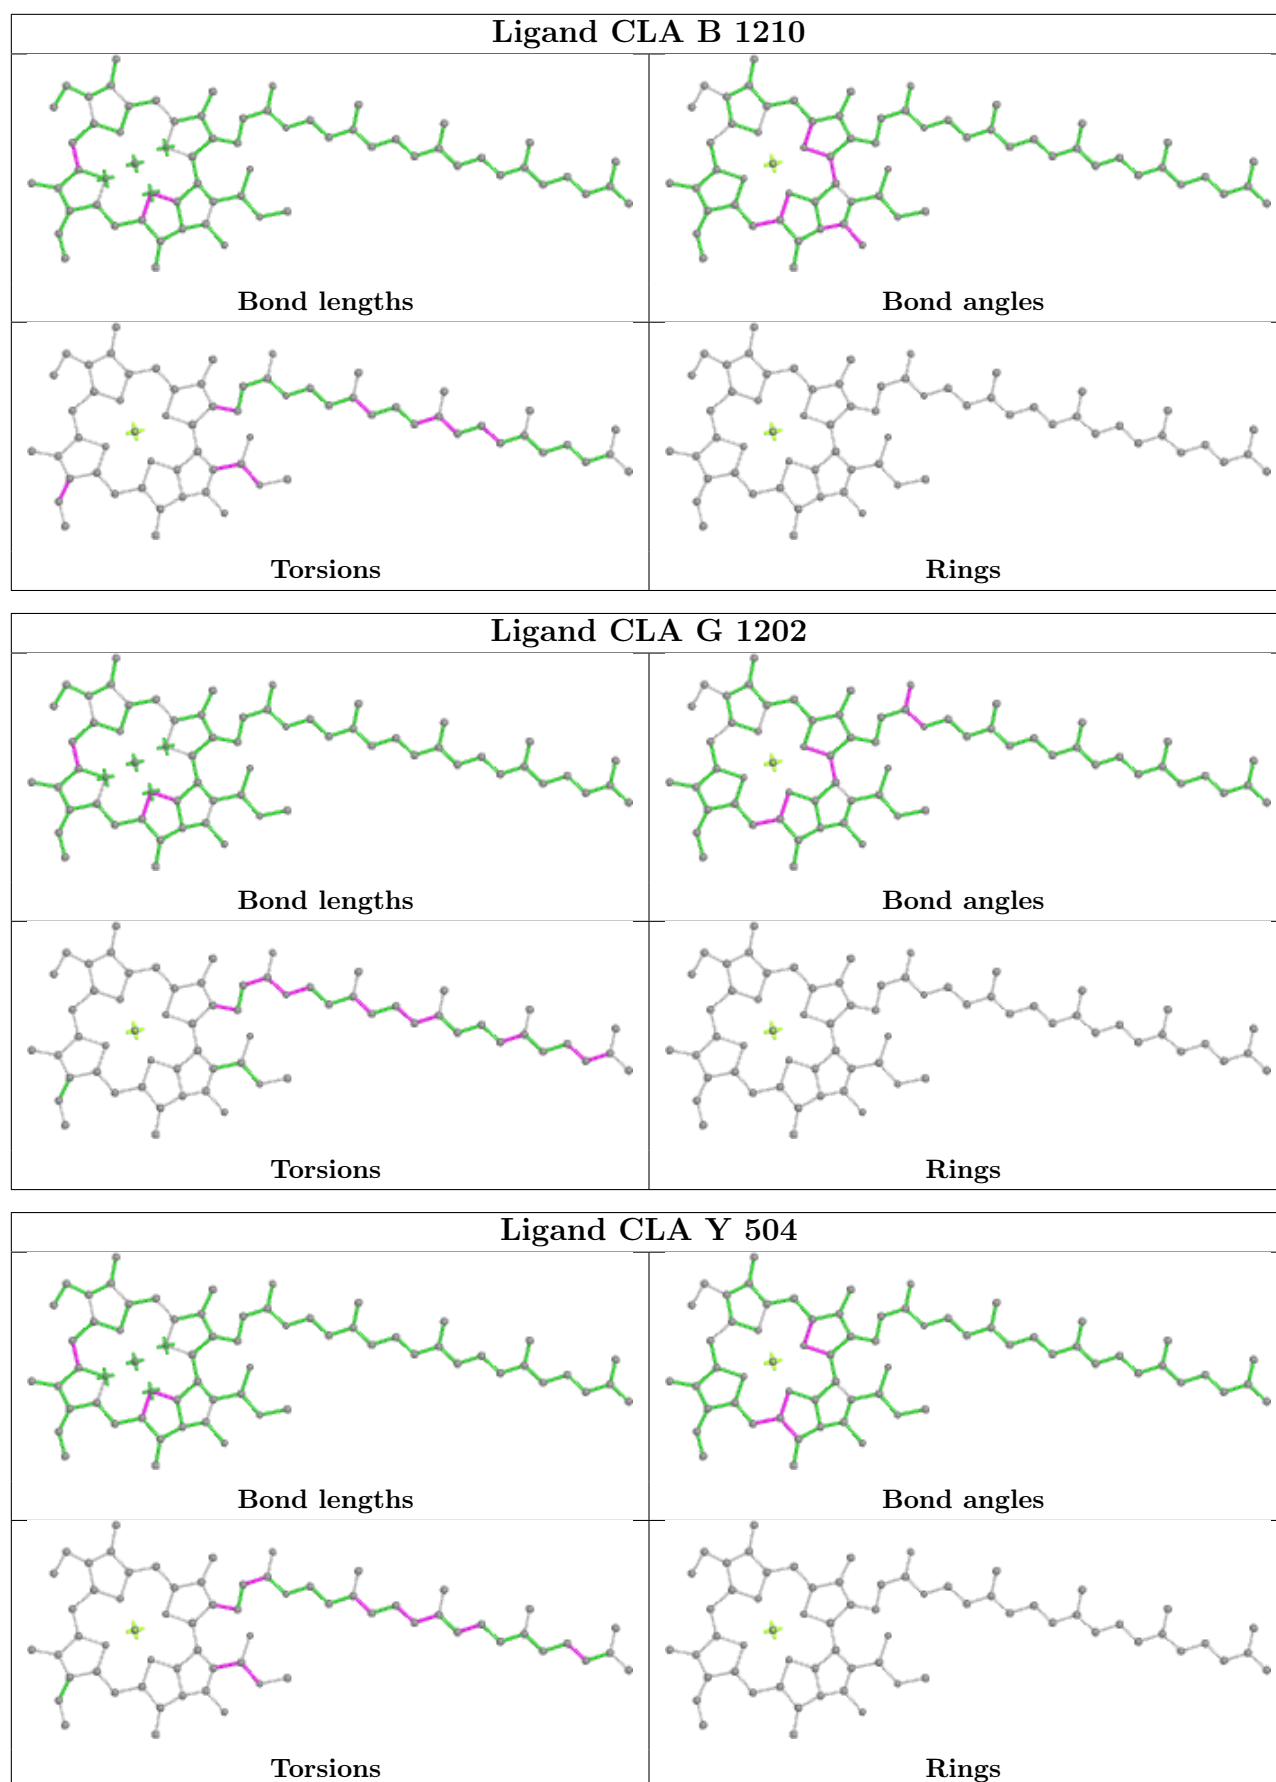 Ligand CLA B 1210
Bond lengths
Bond angles
Torsions
Rings
Ligand CLA G 1202
Bond lengths
Bond angles
Torsions
Rings
Ligand CLA Y 504
Bond lengths
Bond angles
Torsions
Rings